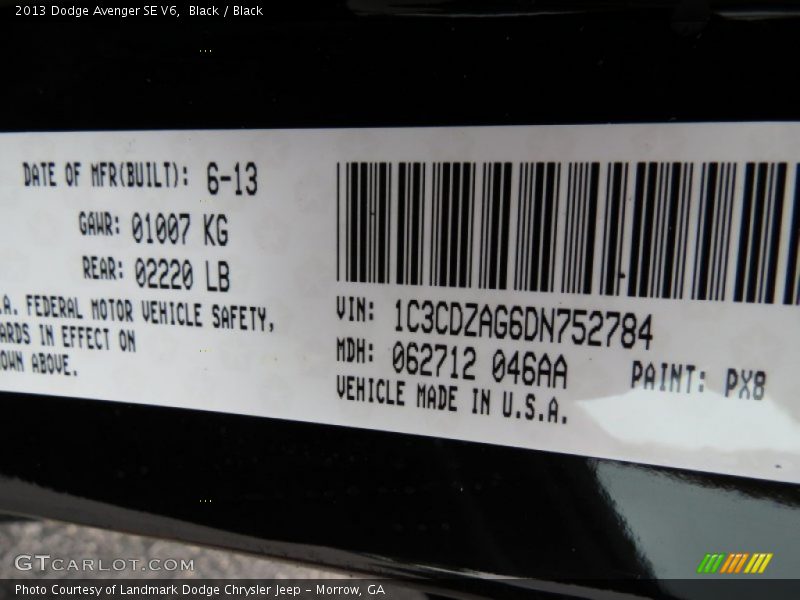 2013 Dodge Avenger SE V6, Black / Black
DATE OF MFR(BUILT): 6-13
GAWR: 01007 KG
REAR: 02220 LB
.A. FEDERAL MOTOR VEHICLE SAFETY,
ARDS IN EFFECT ON
OWN ABOVE.
VIN: 1C3CDZAG6DN752784
MDH: 062712 046AA
PAINT: PX8
VEHICLE MADE IN U.S.A.
GTCARLOT.COM
Photo Courtesy of Landmark Dodge Chrysler Jeep - Morrow, GA